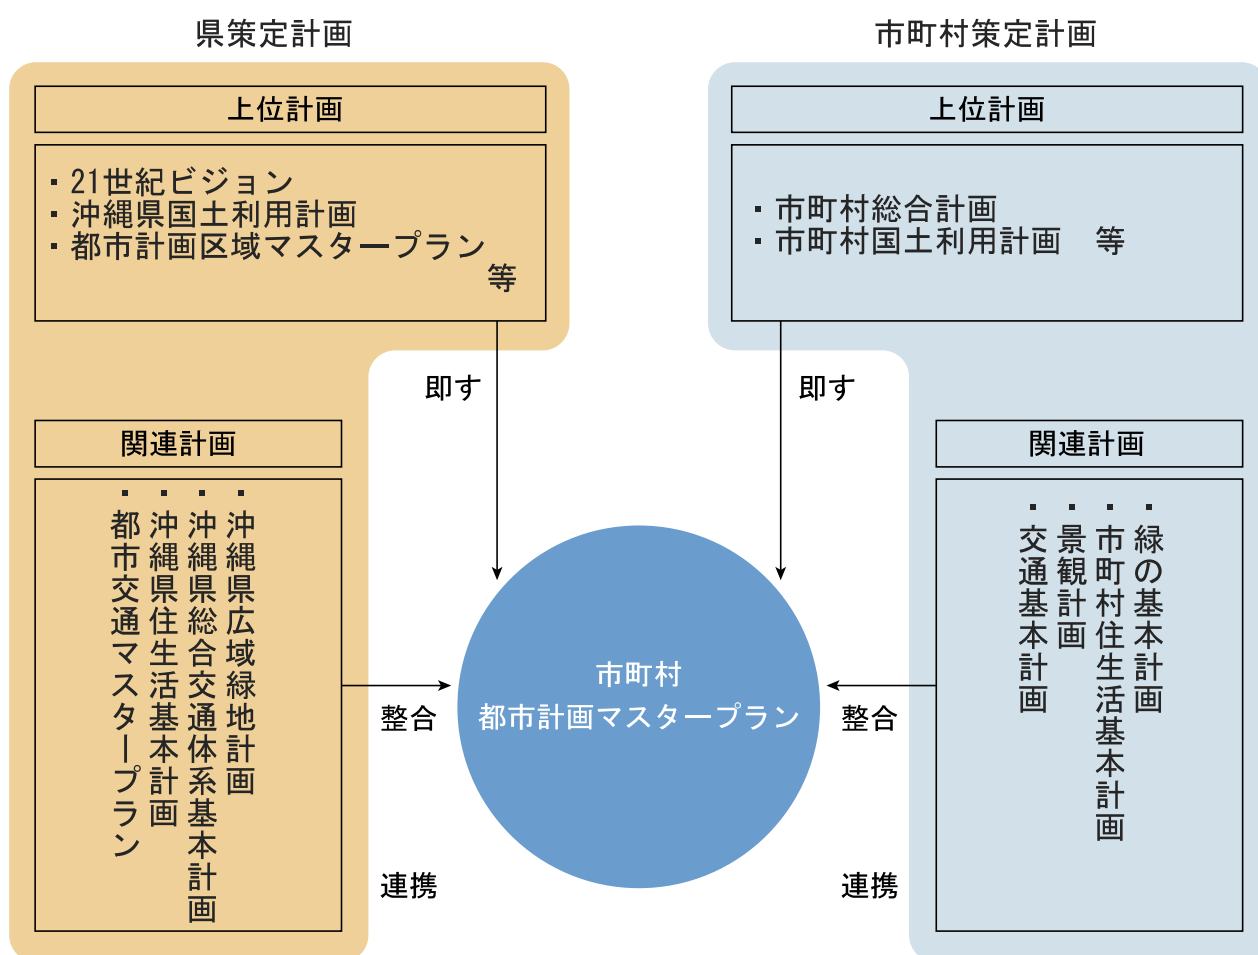 県策定計画
上位計画
・21世紀ビジョン
・沖縄県国土利用計画
・都市計画区域マスタープラン
等
即す
関連計画
・沖縄県広域緑地計画
・沖縄県総合交通体系基本計画
・沖縄県住生活基本計画
・都市交通マスタープラン
整合
連携
市町村策定計画
上位計画
・市町村総合計画
・市町村国土利用計画　等
即す
関連計画
・緑の基本計画
・市町村住生活基本計画
・景観計画
・交通基本計画
整合
連携
市町村
都市計画マスタープラン